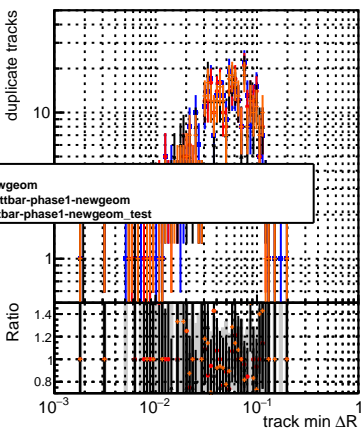 duplicate tracks
10
wgeom
ttbar-phase1-newgeom
tbar-phase1-newgeom_test
1
Ratio
1.4
1.2
1
0.8
10−3
10−2
10−1
1
track min ΔR